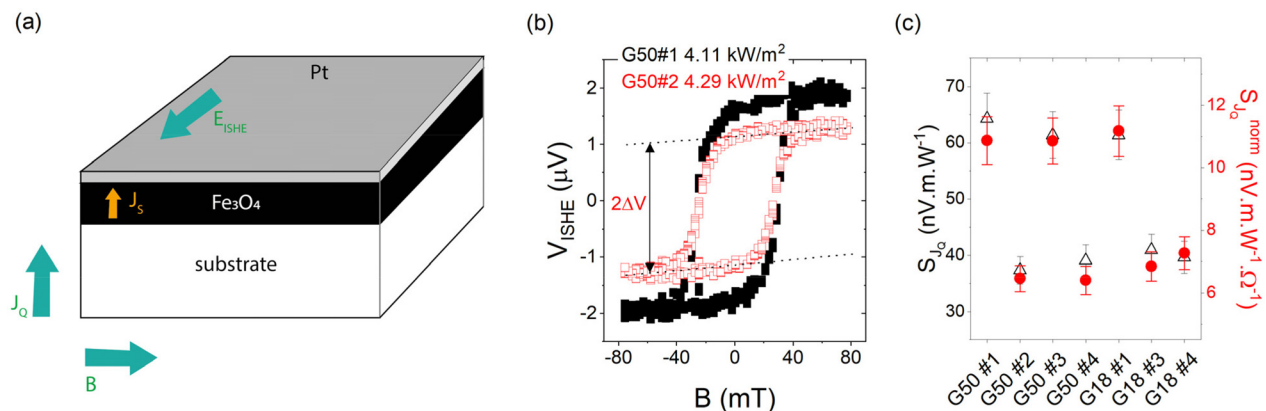 (a)
Pt
E_ISHE
J_S
Fe₃O₄
substrate
J_Q
B
(b)
G50#1 4.11 kW/m²
G50#2 4.29 kW/m²
V_ISHE (μV)
2
1
0
-1
-2
2ΔV
-80 -40 0 40 80
B (mT)
(c)
S_J_Q (nV.m.W⁻¹)
70
60
50
40
30
S_J_Q^norm (nV.m.W⁻¹.Ω⁻¹)
12
10
8
6
G50 #1
G50 #2
G50 #3
G50 #4
G18 #1
G18 #3
G18 #4